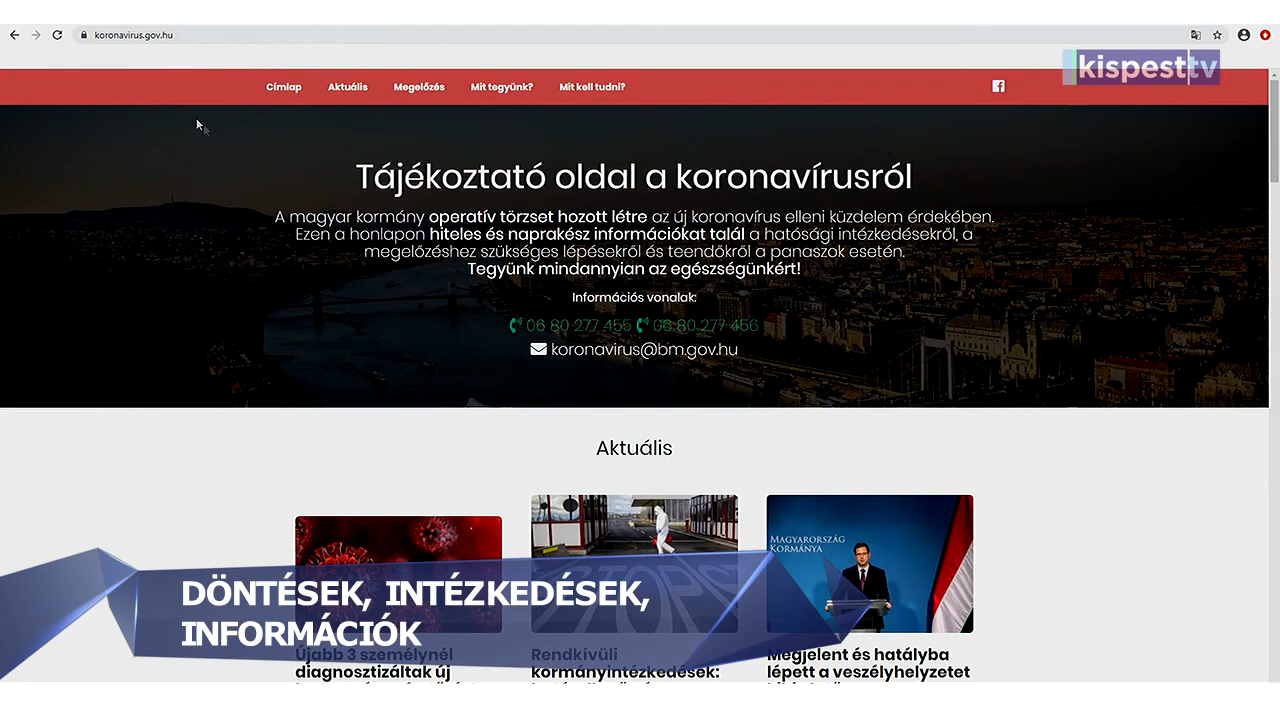 koronavirus.gov.hu
kispesttv
Címlap Aktuális Megelőzés Mit tegyünk? Mit kell tudni?
Tájékoztató oldal a koronavírusról
A magyar kormány operatív törzset hozott létre az új koronavírus elleni küzdelem érdekében.
Ezen a honlapon hiteles és naprakész információkat talál a hatósági intézkedésekről, a
megelőzéshez szükséges lépésekről és teendőkről a panaszok esetén.
Tegyünk mindannyian az egészségünkért!
Információs vonalak:
06 80 277 455 06 80 277 456
koronavirus@bm.gov.hu
Aktuális
MAGYARORSZÁG
KORMÁNYA
DÖNTÉSEK, INTÉZKEDÉSEK,
INFORMÁCIÓK
Újabb 3 személynél
diagnosztizáltak új
Rendkívüli
kormányintézkedések:
Megjelent és hatályba
lépett a veszélyhelyzetet